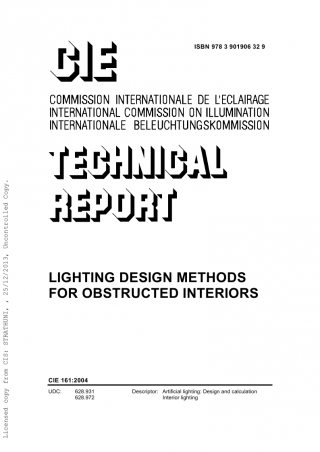 ISBN 978 3 901906 32 9
CIE
COMMISSION INTERNATIONALE DE L'ECLAIRAGE
INTERNATIONAL COMMISSION ON ILLUMINATION
INTERNATIONALE BELEUCHTUNGSKOMMISSION
TECHNICAL
REPORT
LIGHTING DESIGN METHODS
FOR OBSTRUCTED INTERIORS
CIE 161:2004
UDC: 628.931 Descriptor: Artificial lighting: Design and calculation
628.972 Interior lighting
Licensed copy from CIS: STRATHUNI, , 25/12/2013, Uncontrolled Copy.